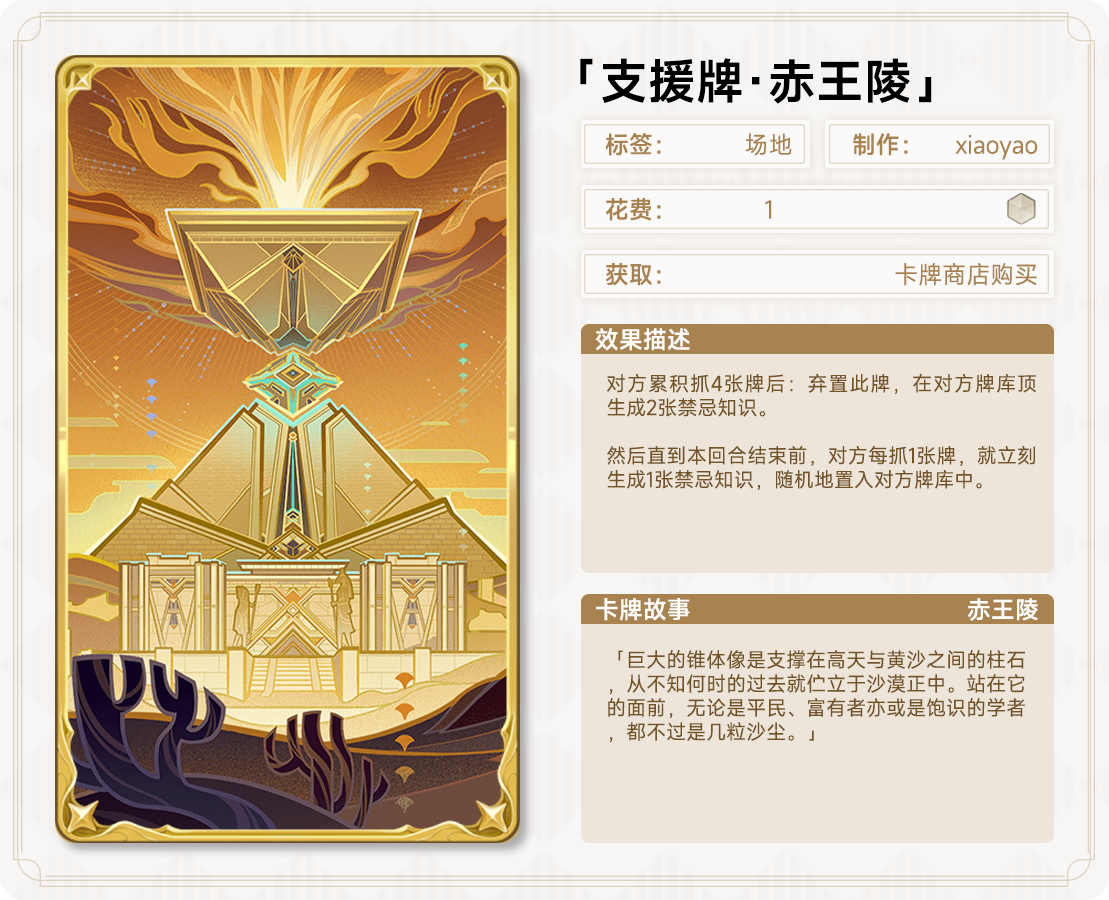 「支援牌·赤王陵」
标签： 场地 制作： xiaoyao
花费： 1
获取： 卡牌商店购买
效果描述
对方累积抓4张牌后：弃置此牌，在对方牌库顶
生成2张禁忌知识。
然后直到本回合结束前，对方每抓1张牌，就立刻
生成1张禁忌知识，随机地置入对方牌库中。
卡牌故事 赤王陵
「巨大的锥体像是支撑在高天与黄沙之间的柱石
，从不知何时的过去就伫立于沙漠正中。站在它
的面前，无论是平民、富有者亦或是饱识的学者
，都不过是几粒沙尘。」